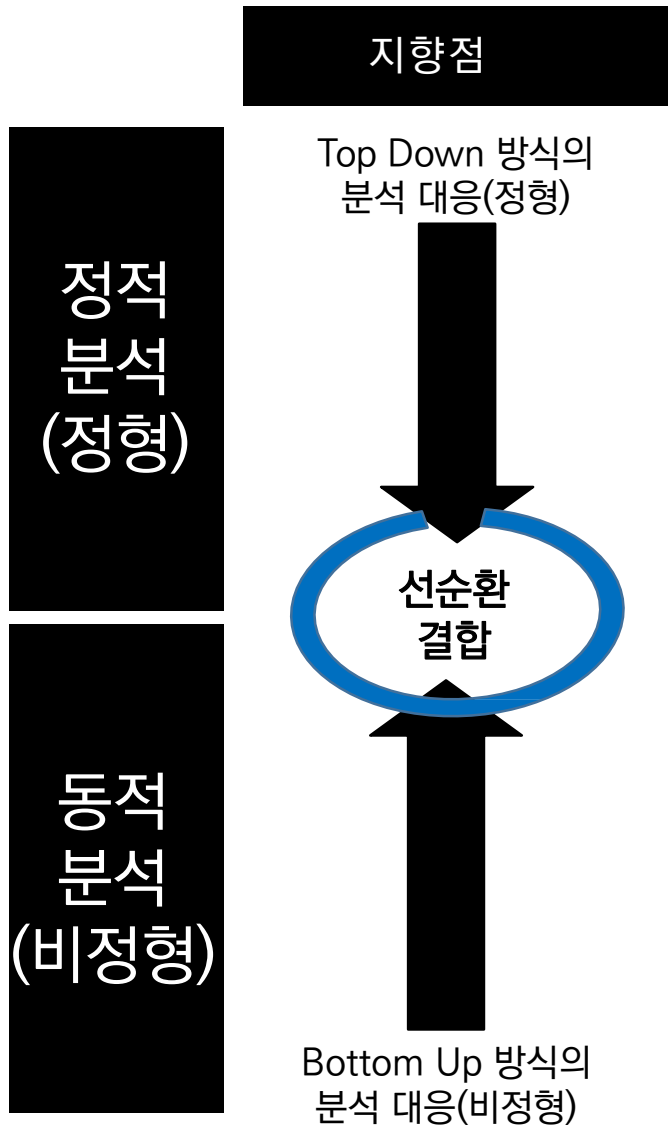 지향점
Top Down 방식의
분석 대응(정형)
정적
분석
(정형)
선순환
결합
동적
분석
(비정형)
Bottom Up 방식의
분석 대응(비정형)